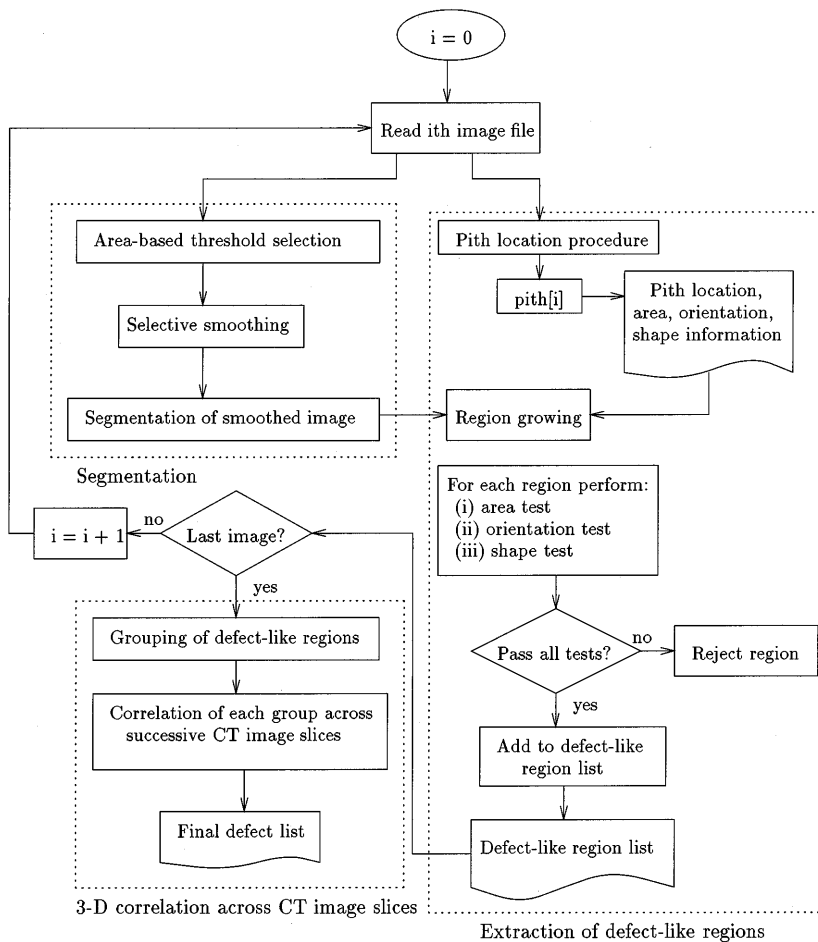 i = 0
Read ith image file
Area-based threshold selection
Selective smoothing
Segmentation of smoothed image
Segmentation
Pith location procedure
pith[i]
Pith location,
area, orientation,
shape information
Region growing
For each region perform:
(i) area test
(ii) orientation test
(iii) shape test
Pass all tests?
no
Reject region
yes
Add to defect-like
region list
Defect-like region list
Extraction of defect-like regions
Last image?
no
i = i + 1
yes
Grouping of defect-like regions
Correlation of each group across
successive CT image slices
Final defect list
3-D correlation across CT image slices